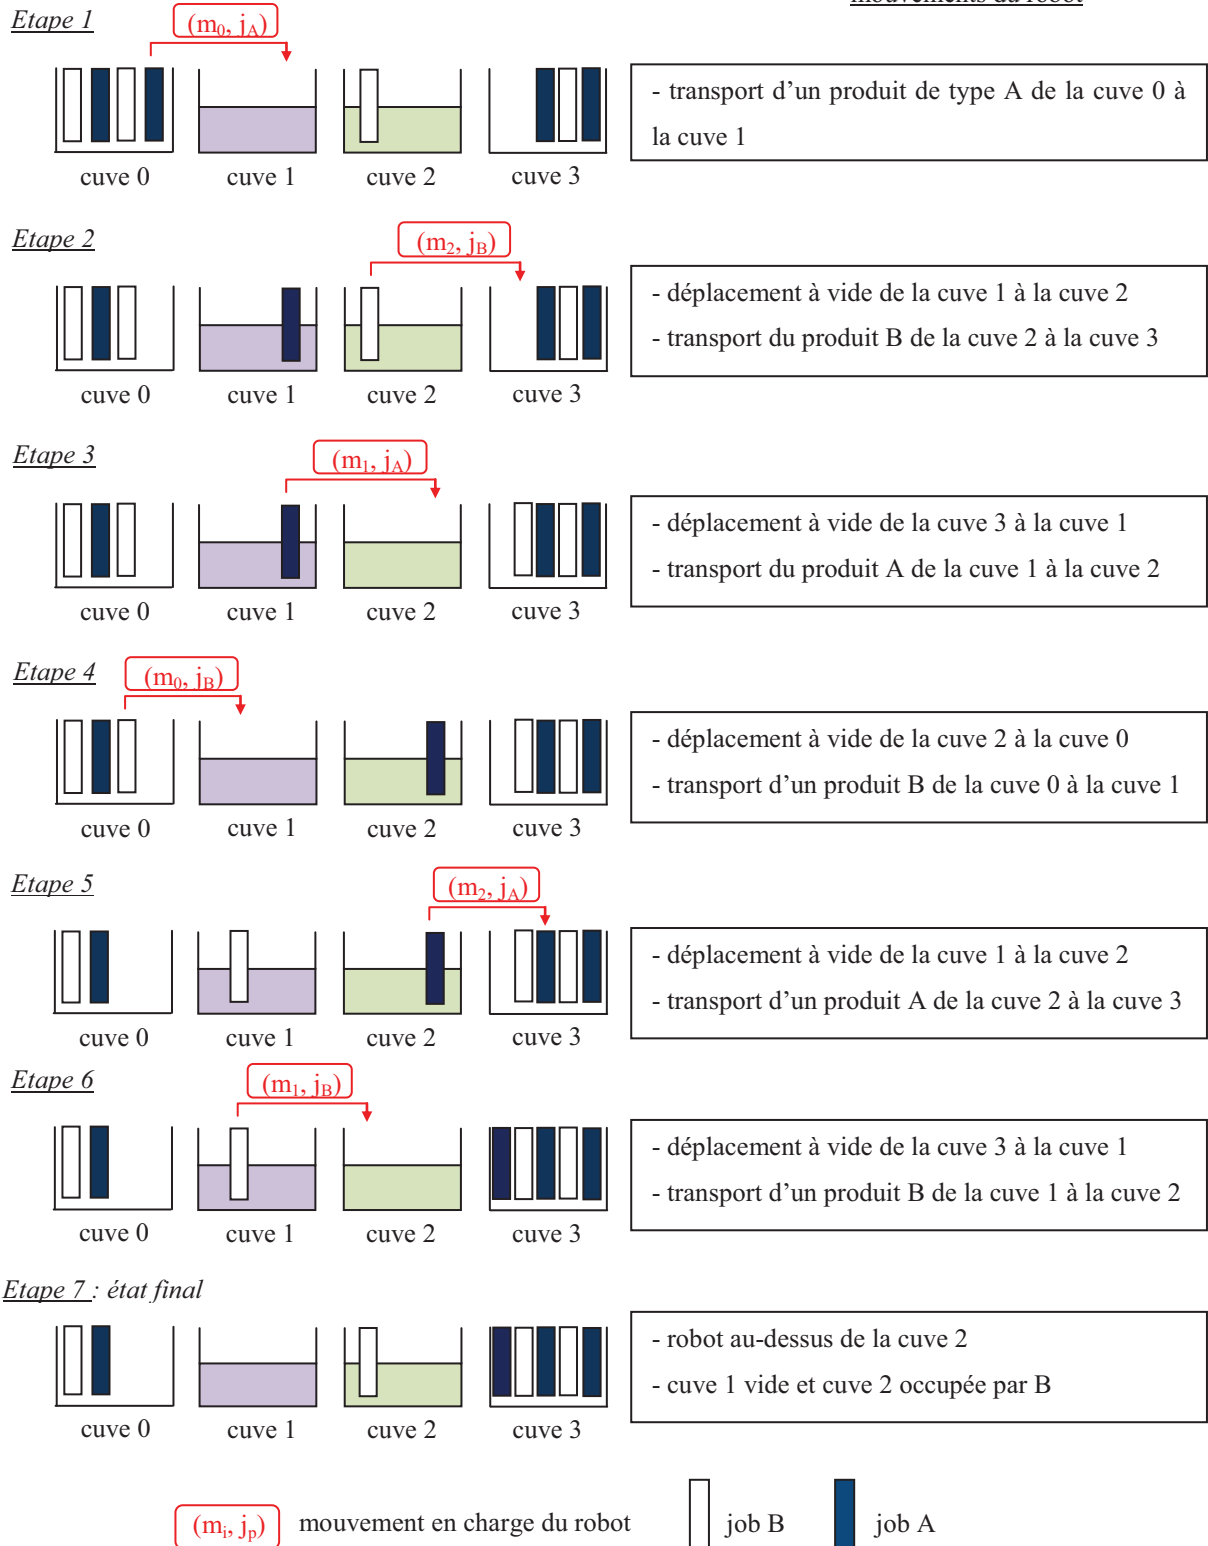 mouvements du robot
Etape 1
(m0, jA)
- transport d'un produit de type A de la cuve 0 à
la cuve 1
cuve 0 cuve 1 cuve 2 cuve 3
Etape 2
(m2, jB)
- déplacement à vide de la cuve 1 à la cuve 2
- transport du produit B de la cuve 2 à la cuve 3
cuve 0 cuve 1 cuve 2 cuve 3
Etape 3
(m1, jA)
- déplacement à vide de la cuve 3 à la cuve 1
- transport du produit A de la cuve 1 à la cuve 2
cuve 0 cuve 1 cuve 2 cuve 3
Etape 4
(m0, jB)
- déplacement à vide de la cuve 2 à la cuve 0
- transport d'un produit B de la cuve 0 à la cuve 1
cuve 0 cuve 1 cuve 2 cuve 3
Etape 5
(m2, jA)
- déplacement à vide de la cuve 1 à la cuve 2
- transport d'un produit A de la cuve 2 à la cuve 3
cuve 0 cuve 1 cuve 2 cuve 3
Etape 6
(m1, jB)
- déplacement à vide de la cuve 3 à la cuve 1
- transport d'un produit B de la cuve 1 à la cuve 2
cuve 0 cuve 1 cuve 2 cuve 3
Etape 7 : état final
- robot au-dessus de la cuve 2
- cuve 1 vide et cuve 2 occupée par B
cuve 0 cuve 1 cuve 2 cuve 3
(mi, jp) mouvement en charge du robot job B job A